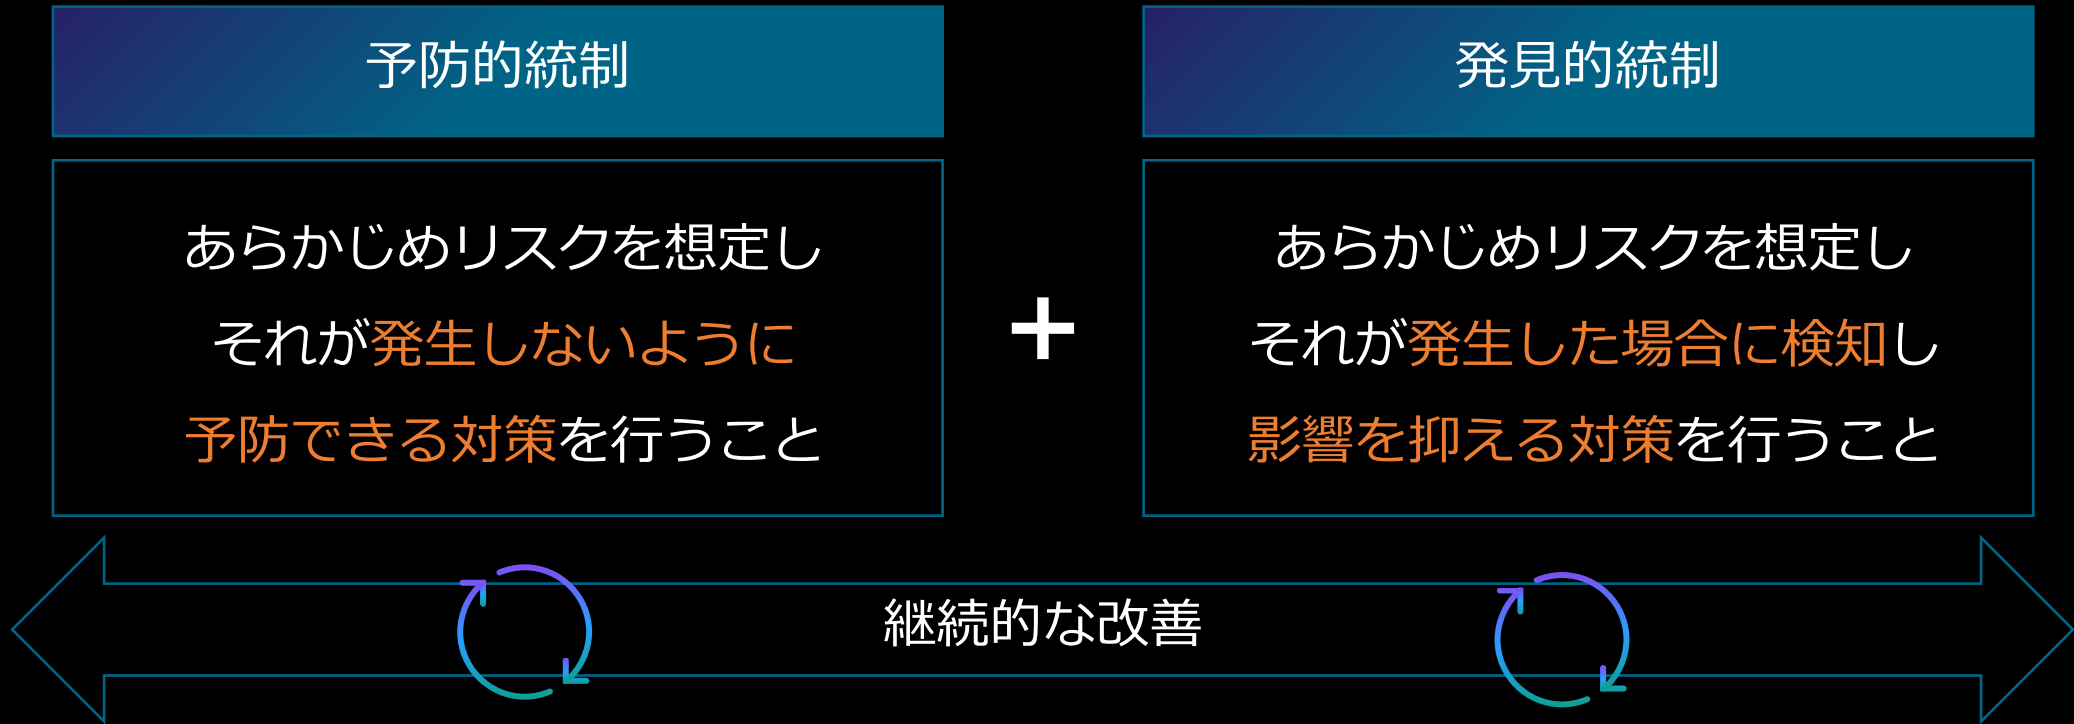 予防的統制
あらかじめリスクを想定し
それが発生しないように
予防できる対策を行うこと
+
発見的統制
あらかじめリスクを想定し
それが発生した場合に検知し
影響を抑える対策を行うこと
継続的な改善